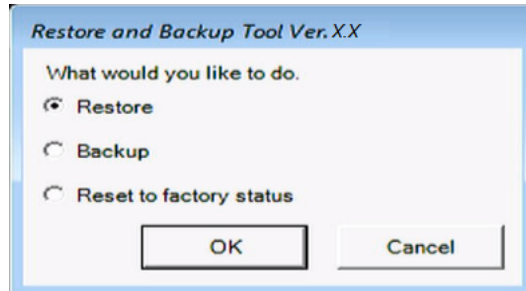 Restore and Backup Tool Ver. X.X
What would you like to do.
Restore
Backup
Reset to factory status
OK
Cancel